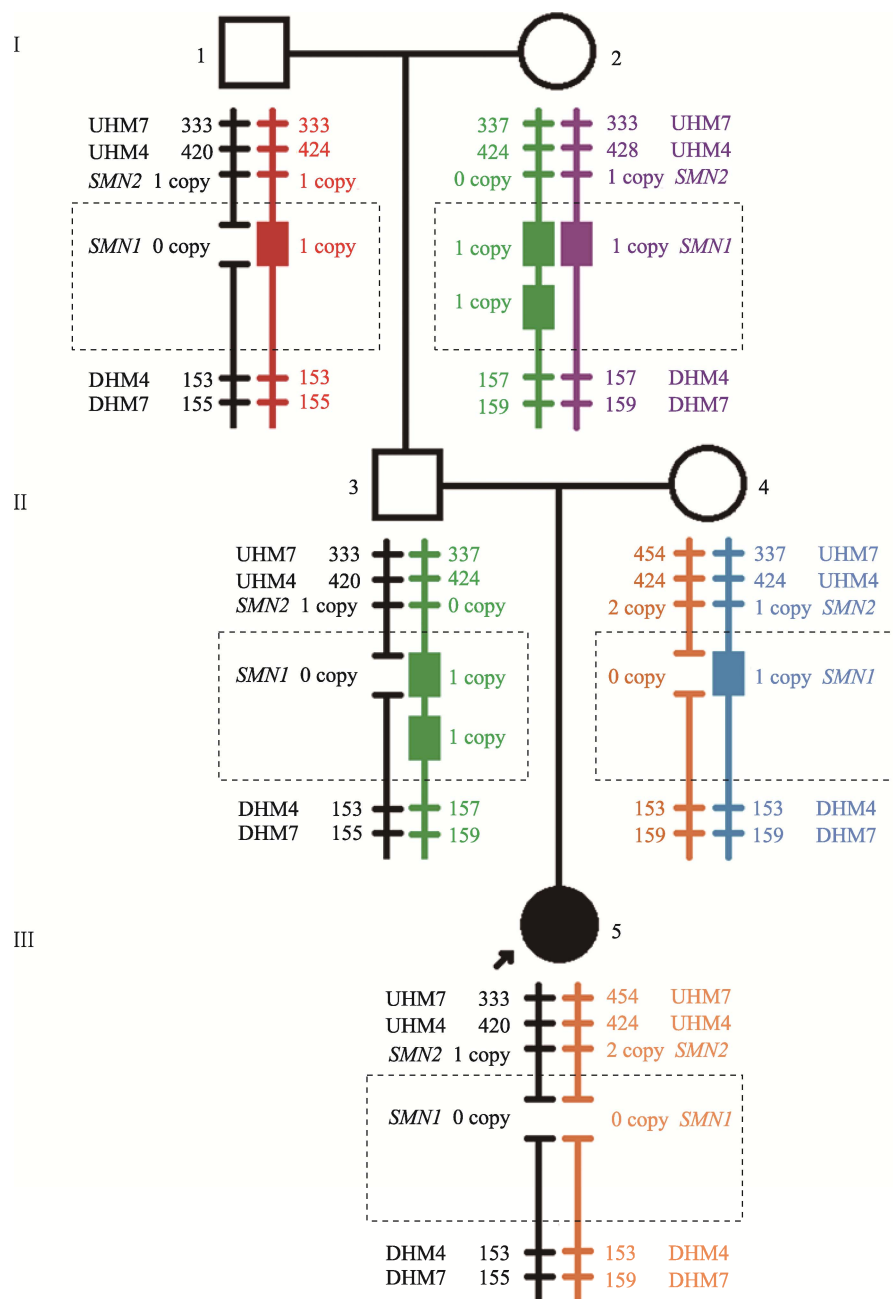 I
1
2
UHM7 333 333 337 333 UHM7
UHM4 420 424 424 428 UHM4
SMN2 1 copy 1 copy 0 copy 1 copy SMN2
SMN1 0 copy 1 copy 1 copy 1 copy SMN1
1 copy
DHM4 153 153 157 157 DHM4
DHM7 155 155 159 159 DHM7
II
3
4
UHM7 333 337 454 337 UHM7
UHM4 420 424 424 424 UHM4
SMN2 1 copy 0 copy 2 copy 1 copy SMN2
SMN1 0 copy 1 copy 0 copy 1 copy SMN1
1 copy
DHM4 153 157 153 153 DHM4
DHM7 155 159 159 159 DHM7
III
5
UHM7 333 454 UHM7
UHM4 420 424 UHM4
SMN2 1 copy 2 copy SMN2
SMN1 0 copy 0 copy SMN1
DHM4 153 153 DHM4
DHM7 155 159 DHM7